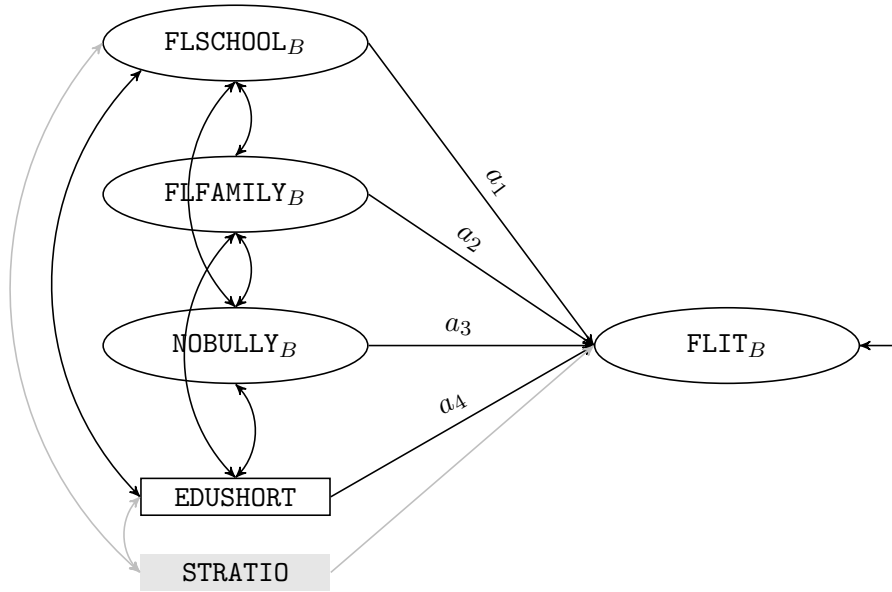 FLSCHOOL_B
a_1
FLFAMILY_B
a_2
NOBULLY_B
a_3
FLIT_B
a_4
EDUSHORT
STRATIO